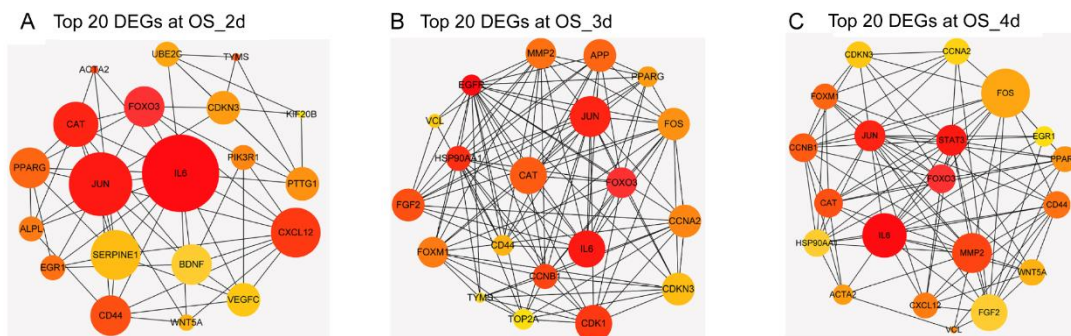 A Top 20 DEGs at OS_2d
UBE2C
TYMS
ACTA2
FOXO3
CDKN3
KIF20B
CAT
IL6
PIK3R1
PPARG
JUN
PTTG1
ALPL
CXCL12
SERPINE1
BDNF
EGR1
VEGFC
CD44
WNT5A
B Top 20 DEGs at OS_3d
MMP2
APP
PPARG
EGFR
JUN
VCL
FOS
HSP90AA1
CAT
FOXO3
FGF2
CCNA2
CD44
IL6
FOXM1
CCNB1
CDKN3
TYMS
TOP2A
CDK1
C Top 20 DEGs at OS_4d
CCNA2
CDKN3
FOS
FOXM1
JUN
STAT3
EGR1
CCNB1
PPAR
FOXO3
CAT
CD44
IL6
HSP90AA1
MMP2
WNT5A
ACTA2
CXCL12
FGF2
VCL